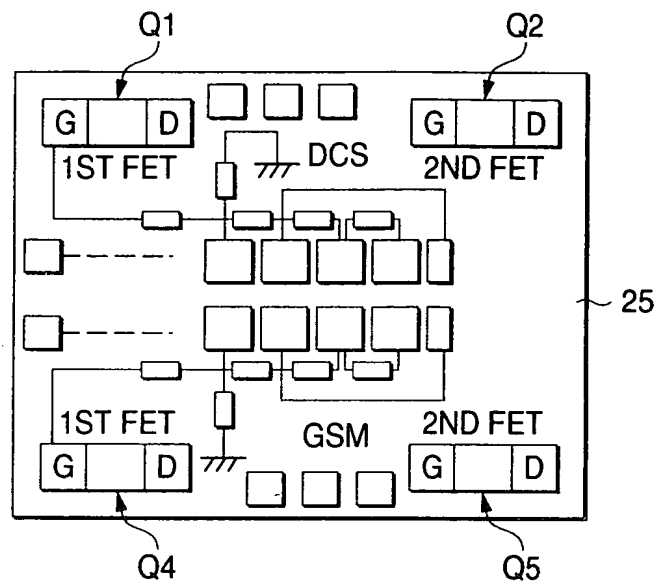 Q1 Q2
G D G D
1ST FET DCS 2ND FET
25
1ST FET GSM 2ND FET
G D G D
Q4 Q5